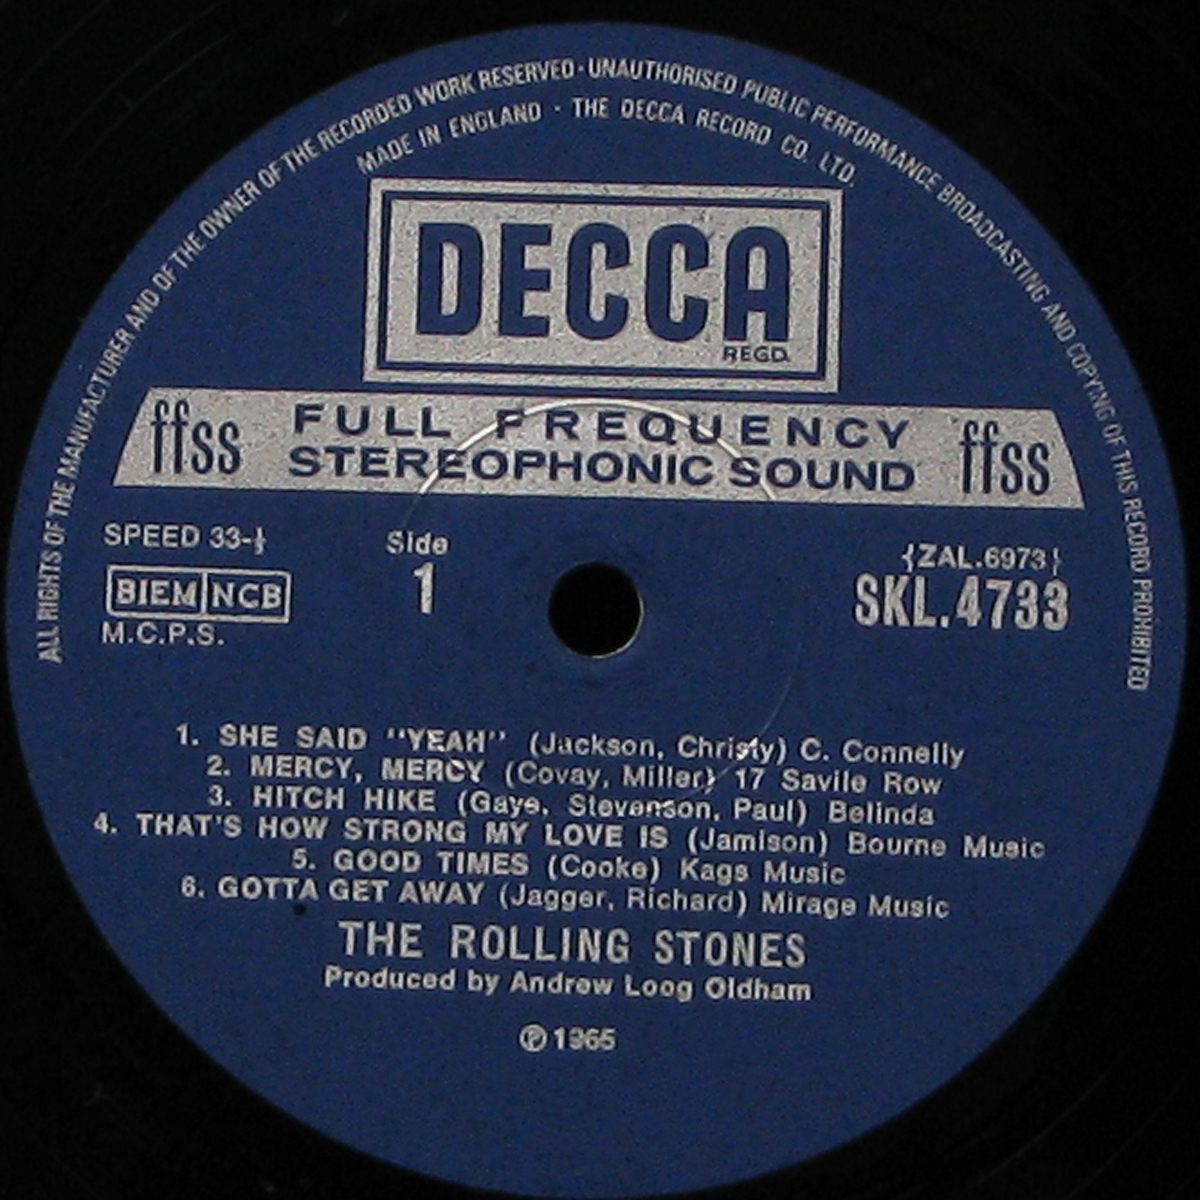 ALL RIGHTS OF THE MANUFACTURER AND OF THE OWNER OF THE RECORDED WORK RESERVED · UNAUTHORISED PUBLIC PERFORMANCE BROADCASTING AND COPYING OF THIS RECORD PROHIBITED
MADE IN ENGLAND · THE DECCA RECORD CO. LTD.
DECCA
REGD.
ffss FULL FREQUENCY STEREOPHONIC SOUND ffss
SPEED 33-⅓
Side
1
{ZAL.6973}
SKL.4733
BIEM NCB
M.C.P.S.
1. SHE SAID "YEAH" (Jackson, Christy) C. Connelly
2. MERCY, MERCY (Covay, Miller) 17 Savile Row
3. HITCH HIKE (Gaye, Stevenson, Paul) Belinda
4. THAT'S HOW STRONG MY LOVE IS (Jamison) Bourne Music
5. GOOD TIMES (Cooke) Kags Music
6. GOTTA GET AWAY (Jagger, Richard) Mirage Music
THE ROLLING STONES
Produced by Andrew Loog Oldham
℗ 1965